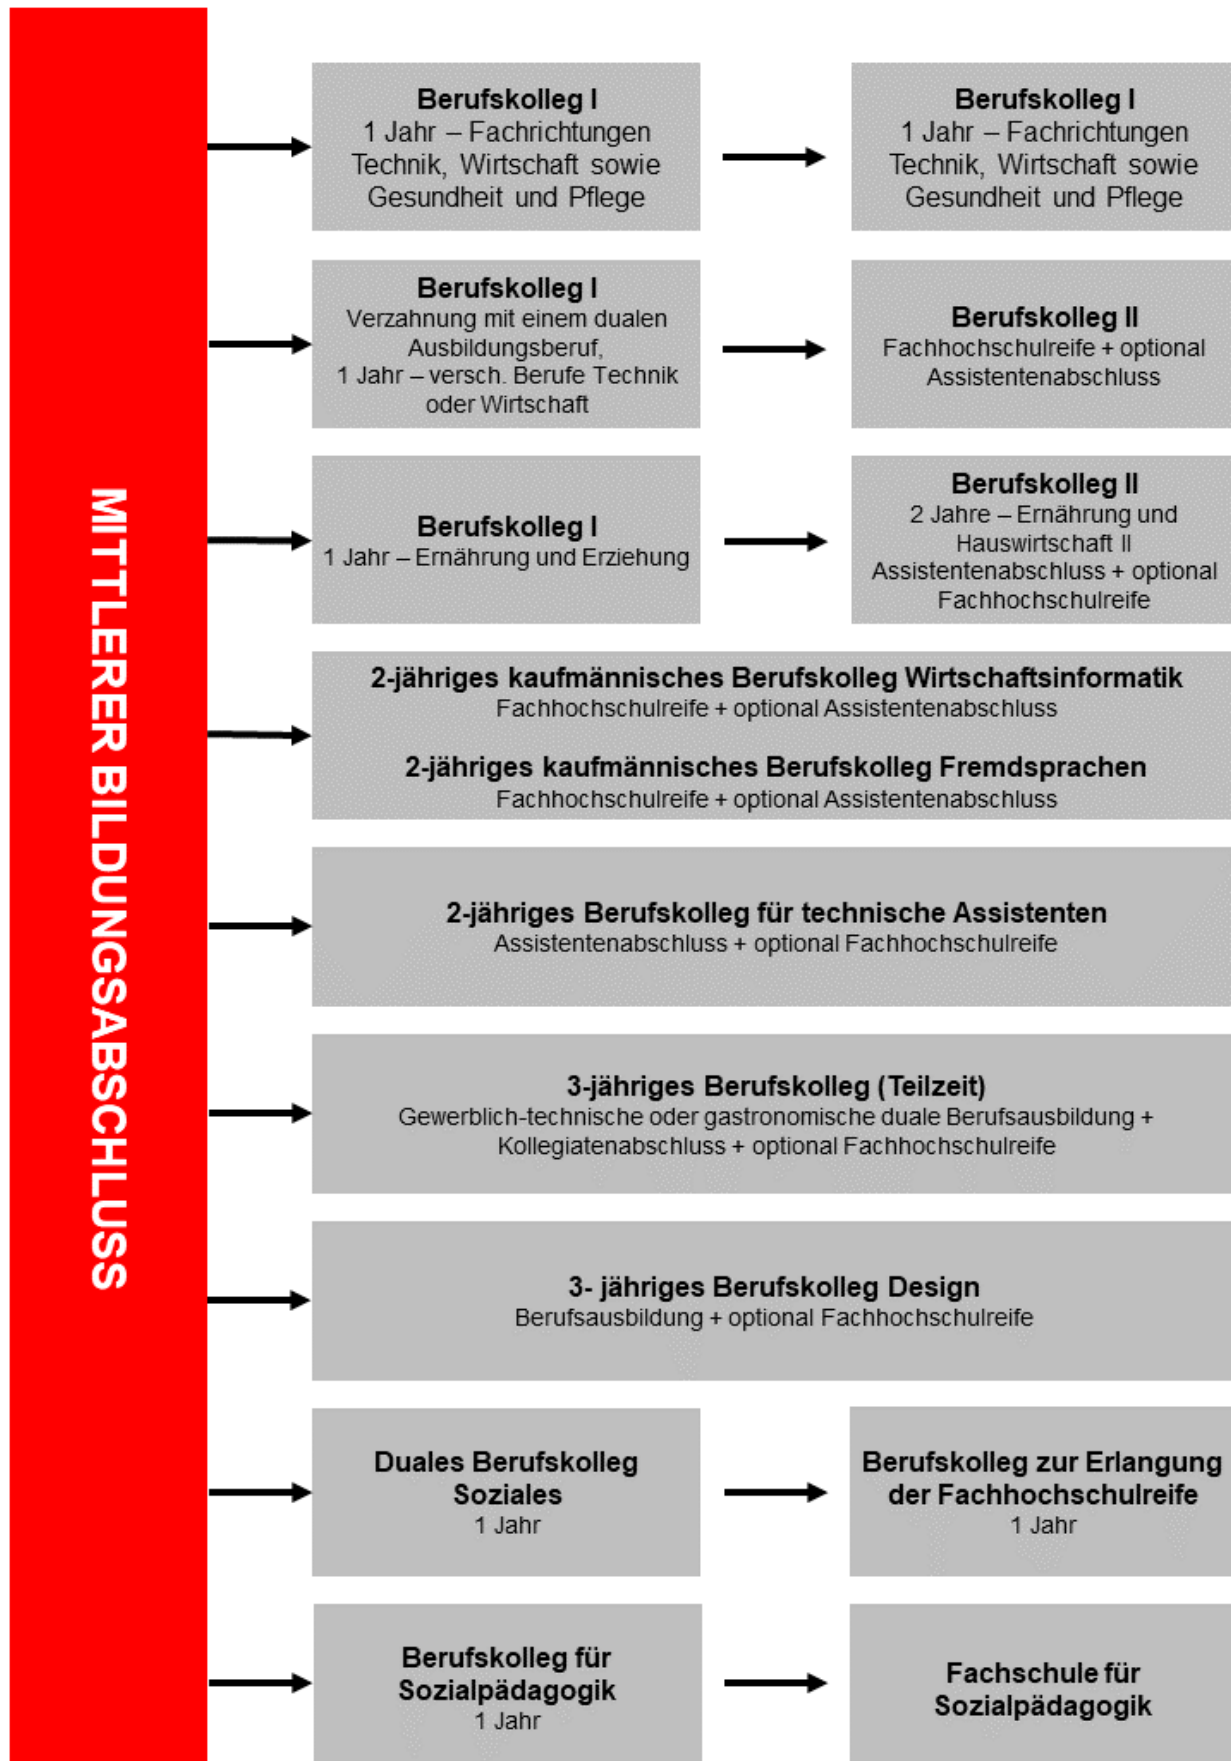 MITTLERER BILDUNGSABSCHLUSS
Berufskolleg I
1 Jahr – Fachrichtungen
Technik, Wirtschaft sowie
Gesundheit und Pflege
Berufskolleg I
1 Jahr – Fachrichtungen
Technik, Wirtschaft sowie
Gesundheit und Pflege
Berufskolleg I
Verzahnung mit einem dualen
Ausbildungsberuf,
1 Jahr – versch. Berufe Technik
oder Wirtschaft
Berufskolleg II
Fachhochschulreife + optional
Assistentenabschluss
Berufskolleg I
1 Jahr – Ernährung und Erziehung
Berufskolleg II
2 Jahre – Ernährung und
Hauswirtschaft II
Assistentenabschluss + optional
Fachhochschulreife
2-jähriges kaufmännisches Berufskolleg Wirtschaftsinformatik
Fachhochschulreife + optional Assistentenabschluss
2-jähriges kaufmännisches Berufskolleg Fremdsprachen
Fachhochschulreife + optional Assistentenabschluss
2-jähriges Berufskolleg für technische Assistenten
Assistentenabschluss + optional Fachhochschulreife
3-jähriges Berufskolleg (Teilzeit)
Gewerblich-technische oder gastronomische duale Berufsausbildung +
Kollegiatenabschluss + optional Fachhochschulreife
3- jähriges Berufskolleg Design
Berufsausbildung + optional Fachhochschulreife
Duales Berufskolleg
Soziales
1 Jahr
Berufskolleg zur Erlangung
der Fachhochschulreife
1 Jahr
Berufskolleg für
Sozialpädagogik
1 Jahr
Fachschule für
Sozialpädagogik